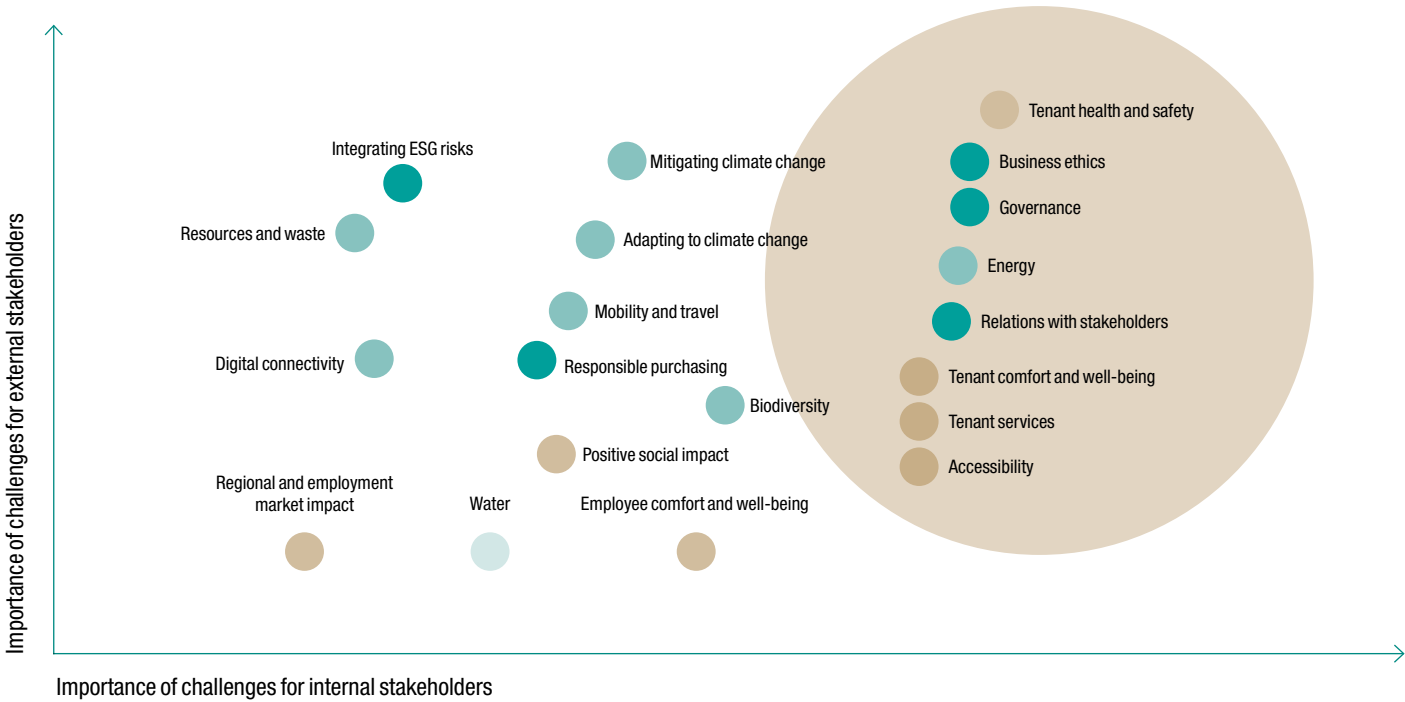 Importance of challenges for external stakeholders
Tenant health and safety
Integrating ESG risks
Mitigating climate change
Business ethics
Governance
Resources and waste
Adapting to climate change
Energy
Mobility and travel
Relations with stakeholders
Digital connectivity
Responsible purchasing
Tenant comfort and well-being
Biodiversity
Tenant services
Positive social impact
Accessibility
Regional and employment
market impact
Water
Employee comfort and well-being
Importance of challenges for internal stakeholders